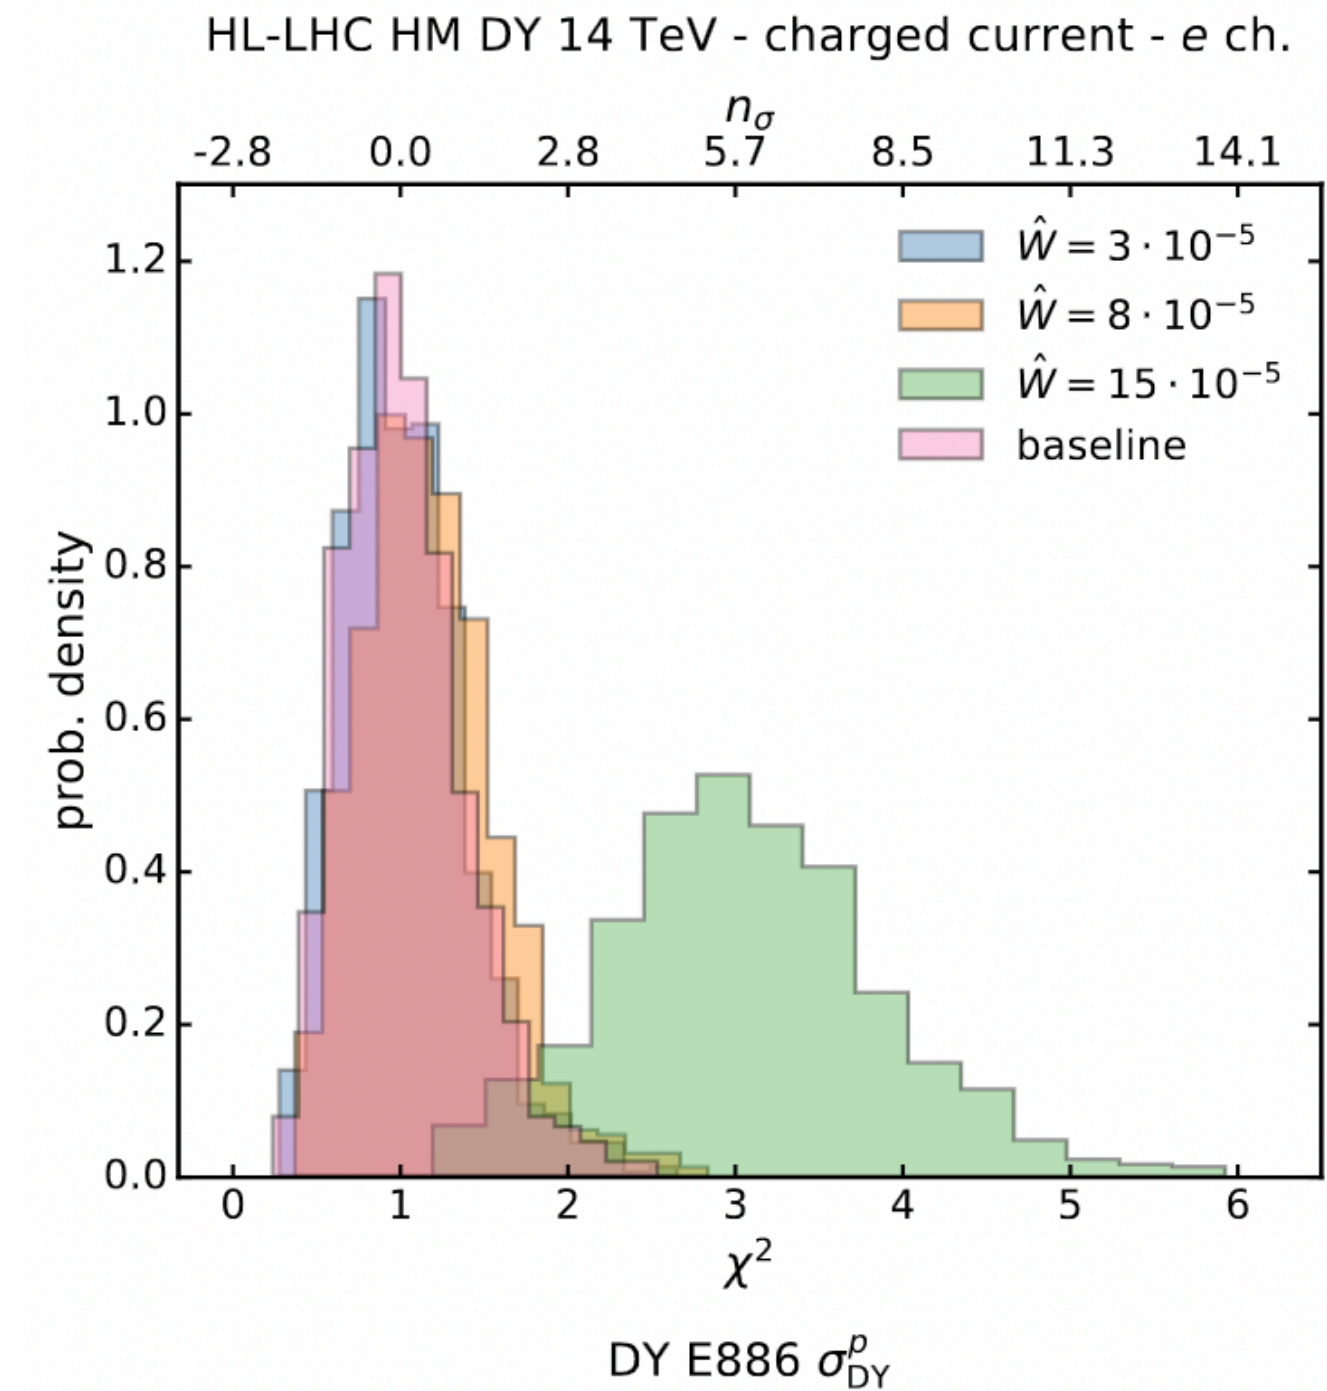 HL-LHC HM DY 14 TeV - charged current - e ch.
n_σ
-2.8 0.0 2.8 5.7 8.5 11.3 14.1
Ŵ = 3 · 10⁻⁵
Ŵ = 8 · 10⁻⁵
Ŵ = 15 · 10⁻⁵
baseline
prob. density
1.2
1.0
0.8
0.6
0.4
0.2
0.0
0 1 2 3 4 5 6
χ²
DY E886 σ^p_DY